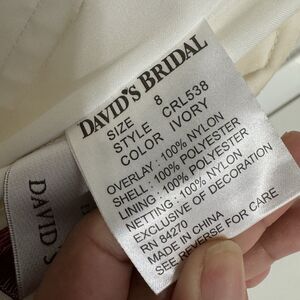 DAVID'S BRIDAL
SIZE 8
STYLE CRL538
COLOR IVORY
OVERLAY: 100% NYLON
SHELL: 100% POLYESTER
LINING: 100% POLYESTER
NETTING: 100% NYLON
EXCLUSIVE OF DECORATION
RN 84270
MADE IN CHINA
SEE REVERSE FOR CARE
DAVID'S